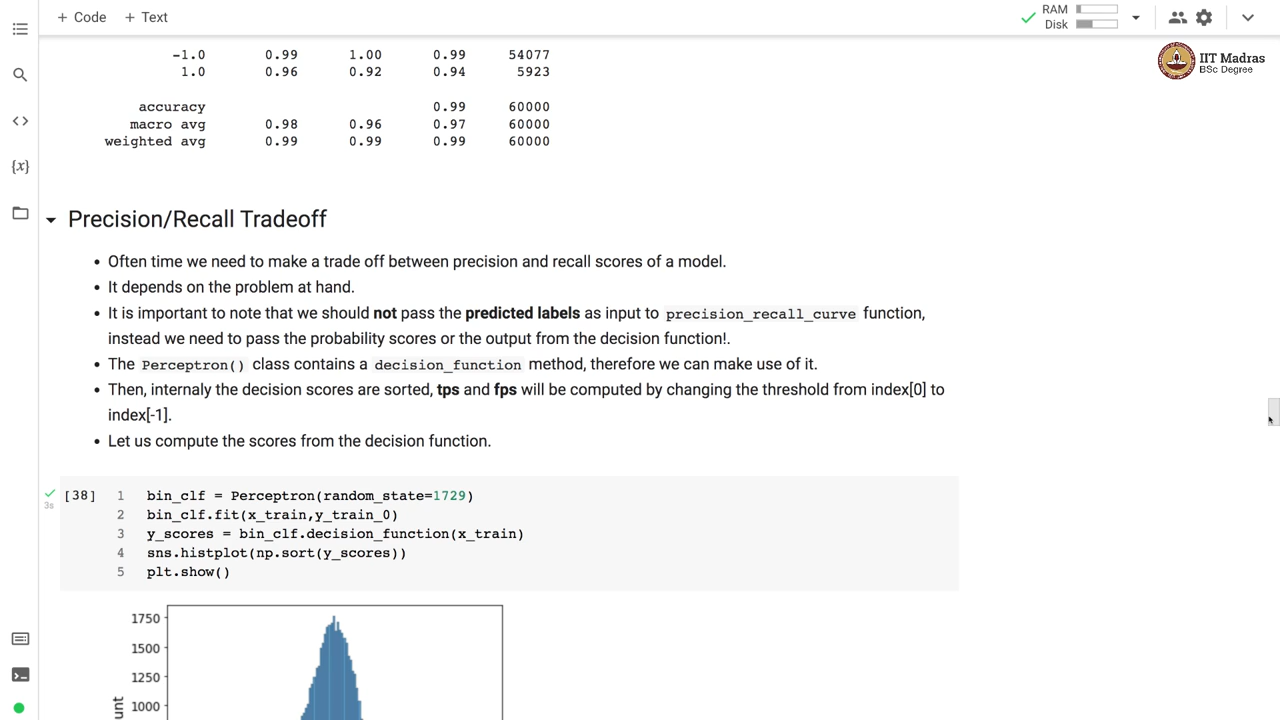 + Code + Text
RAM
Disk
IIT Madras
BSc Degree
-1.0 0.99 1.00 0.99 54077
1.0 0.96 0.92 0.94 5923
accuracy 0.99 60000
macro avg 0.98 0.96 0.97 60000
weighted avg 0.99 0.99 0.99 60000
Precision/Recall Tradeoff
• Often time we need to make a trade off between precision and recall scores of a model.
• It depends on the problem at hand.
• It is important to note that we should not pass the predicted labels as input to precision_recall_curve function,
instead we need to pass the probability scores or the output from the decision function!.
• The Perceptron() class contains a decision_function method, therefore we can make use of it.
• Then, internaly the decision scores are sorted, tps and fps will be computed by changing the threshold from index[0] to
index[-1].
• Let us compute the scores from the decision function.
[38] 1 bin_clf = Perceptron(random_state=1729)
3s
2 bin_clf.fit(x_train,y_train_0)
3 y_scores = bin_clf.decision_function(x_train)
4 sns.histplot(np.sort(y_scores))
5 plt.show()
1750
1500
1250
1000
unt